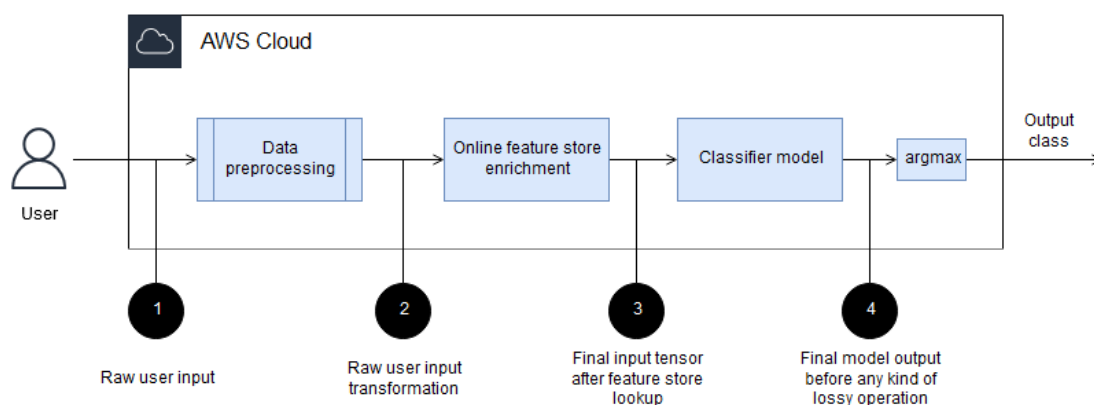 AWS Cloud
User
Data
preprocessing
Online feature store
enrichment
Classifier model
argmax
Output
class
1
2
3
4
Raw user input
Raw user input
transformation
Final input tensor
after feature store
lookup
Final model output
before any kind of
lossy operation